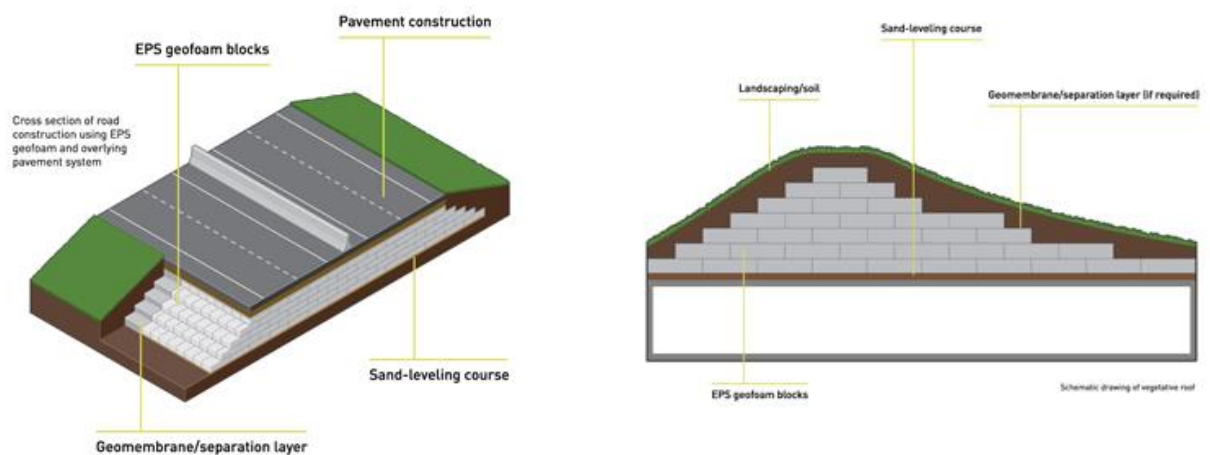 Pavement construction
EPS geofoam blocks
Cross section of road
construction using EPS
geofoam and overlying
pavement system
Sand-leveling course
Geomembrane/separation layer
Sand-leveling course
Landscaping/soil
Geomembrane/separation layer (if required)
EPS geofoam blocks
Schematic drawing of vegetative roof